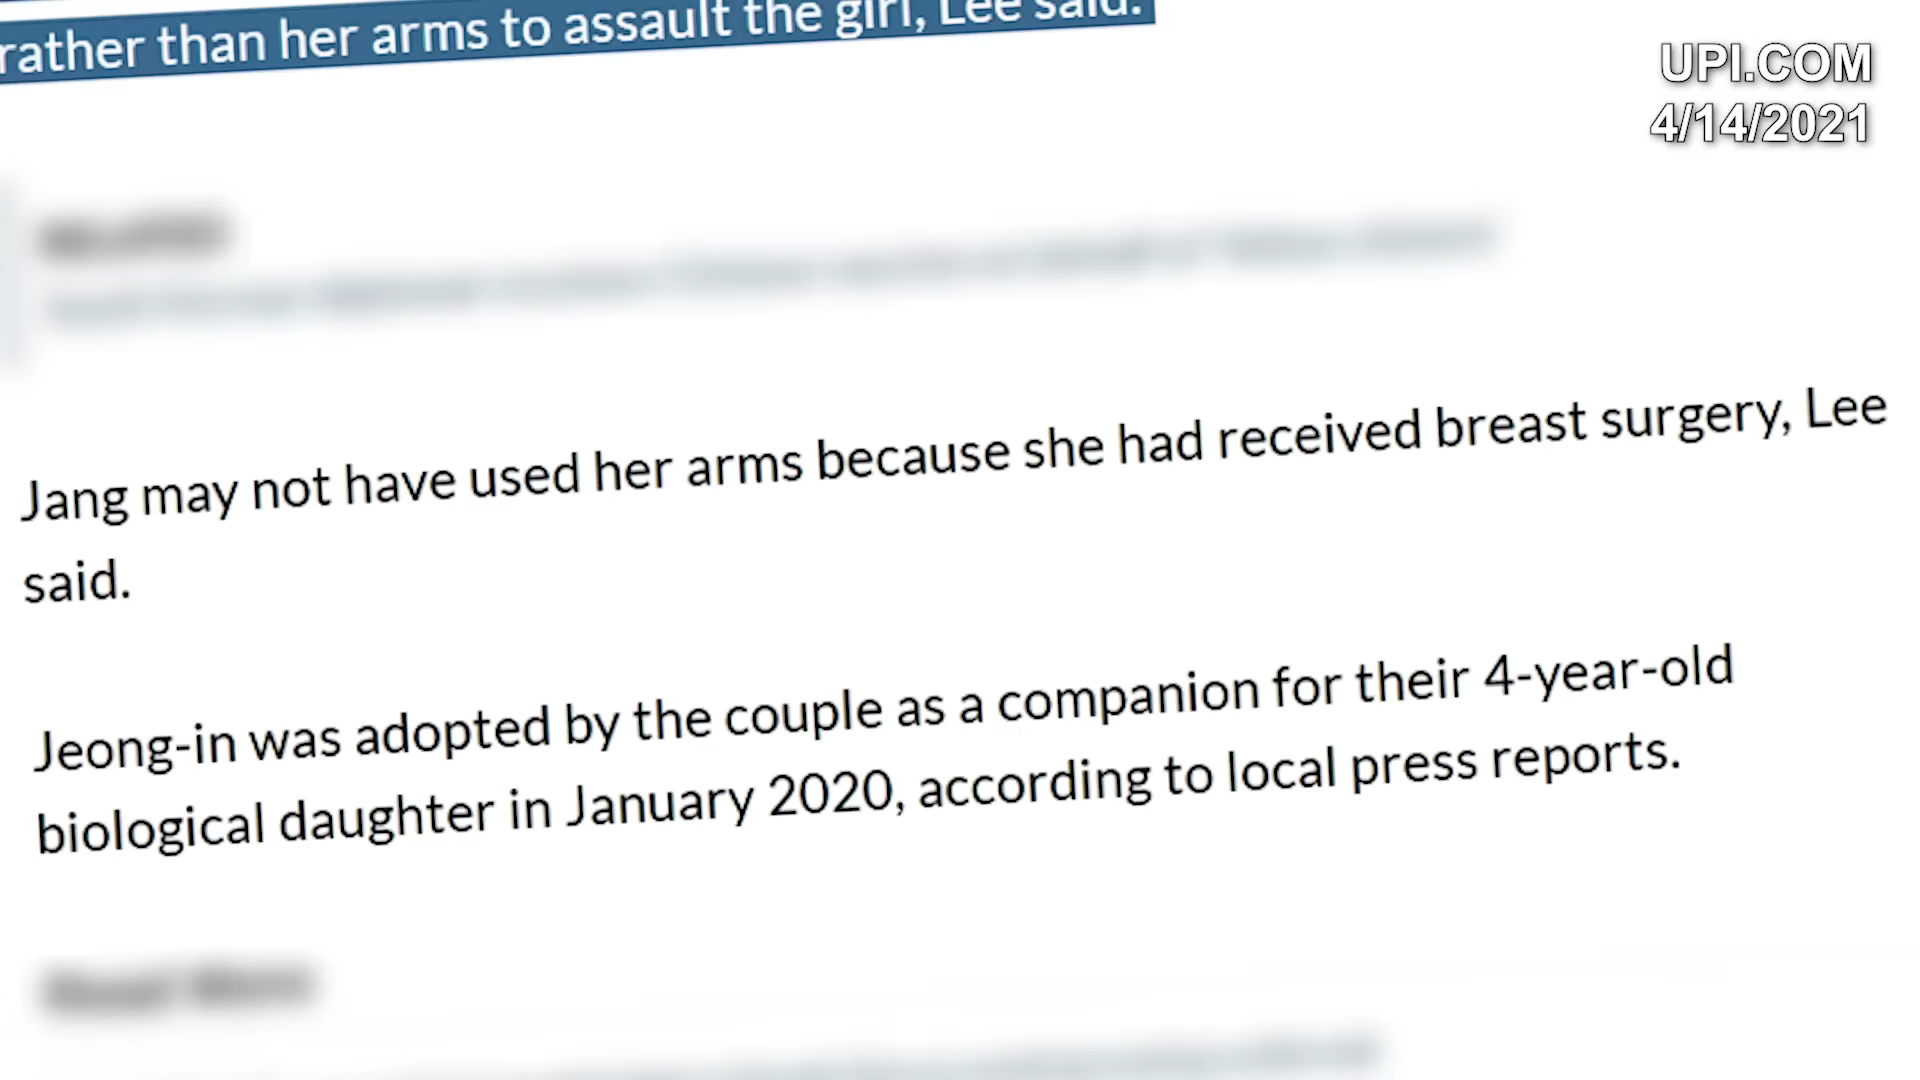 rather than her arms to assault the girl, Lee said.
UPI.COM
4/14/2021
Jang may not have used her arms because she had received breast surgery, Lee
said.
Jeong-in was adopted by the couple as a companion for their 4-year-old
biological daughter in January 2020, according to local press reports.